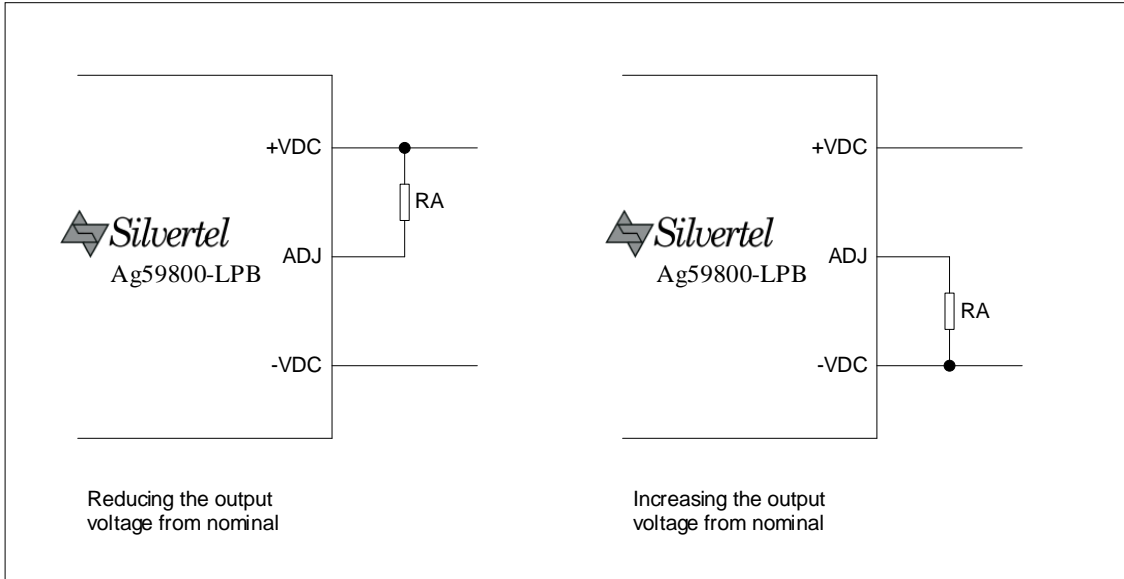 +VDC
RA
Silvertel
ADJ
Ag59800-LPB
-VDC
Reducing the output
voltage from nominal
+VDC
Silvertel
ADJ
Ag59800-LPB
RA
-VDC
Increasing the output
voltage from nominal